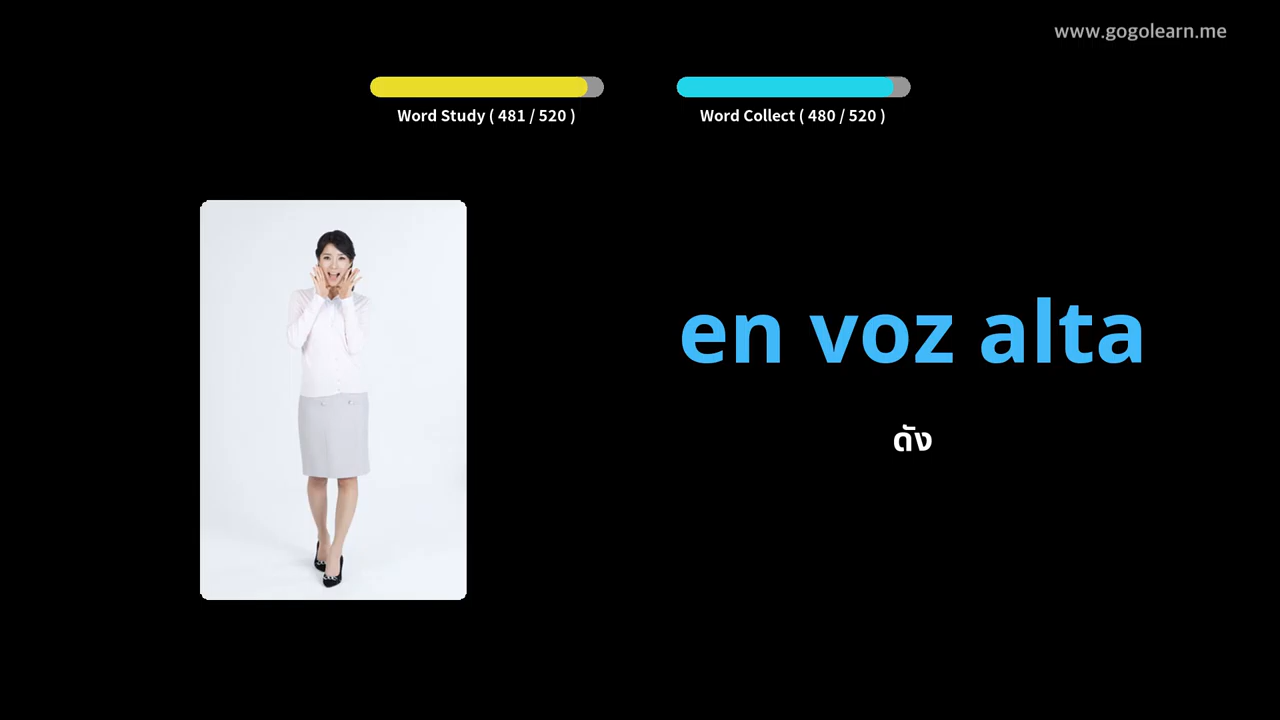 www.gogolearn.me
Word Study ( 481 / 520 )
Word Collect ( 480 / 520 )
en voz alta
ดัง